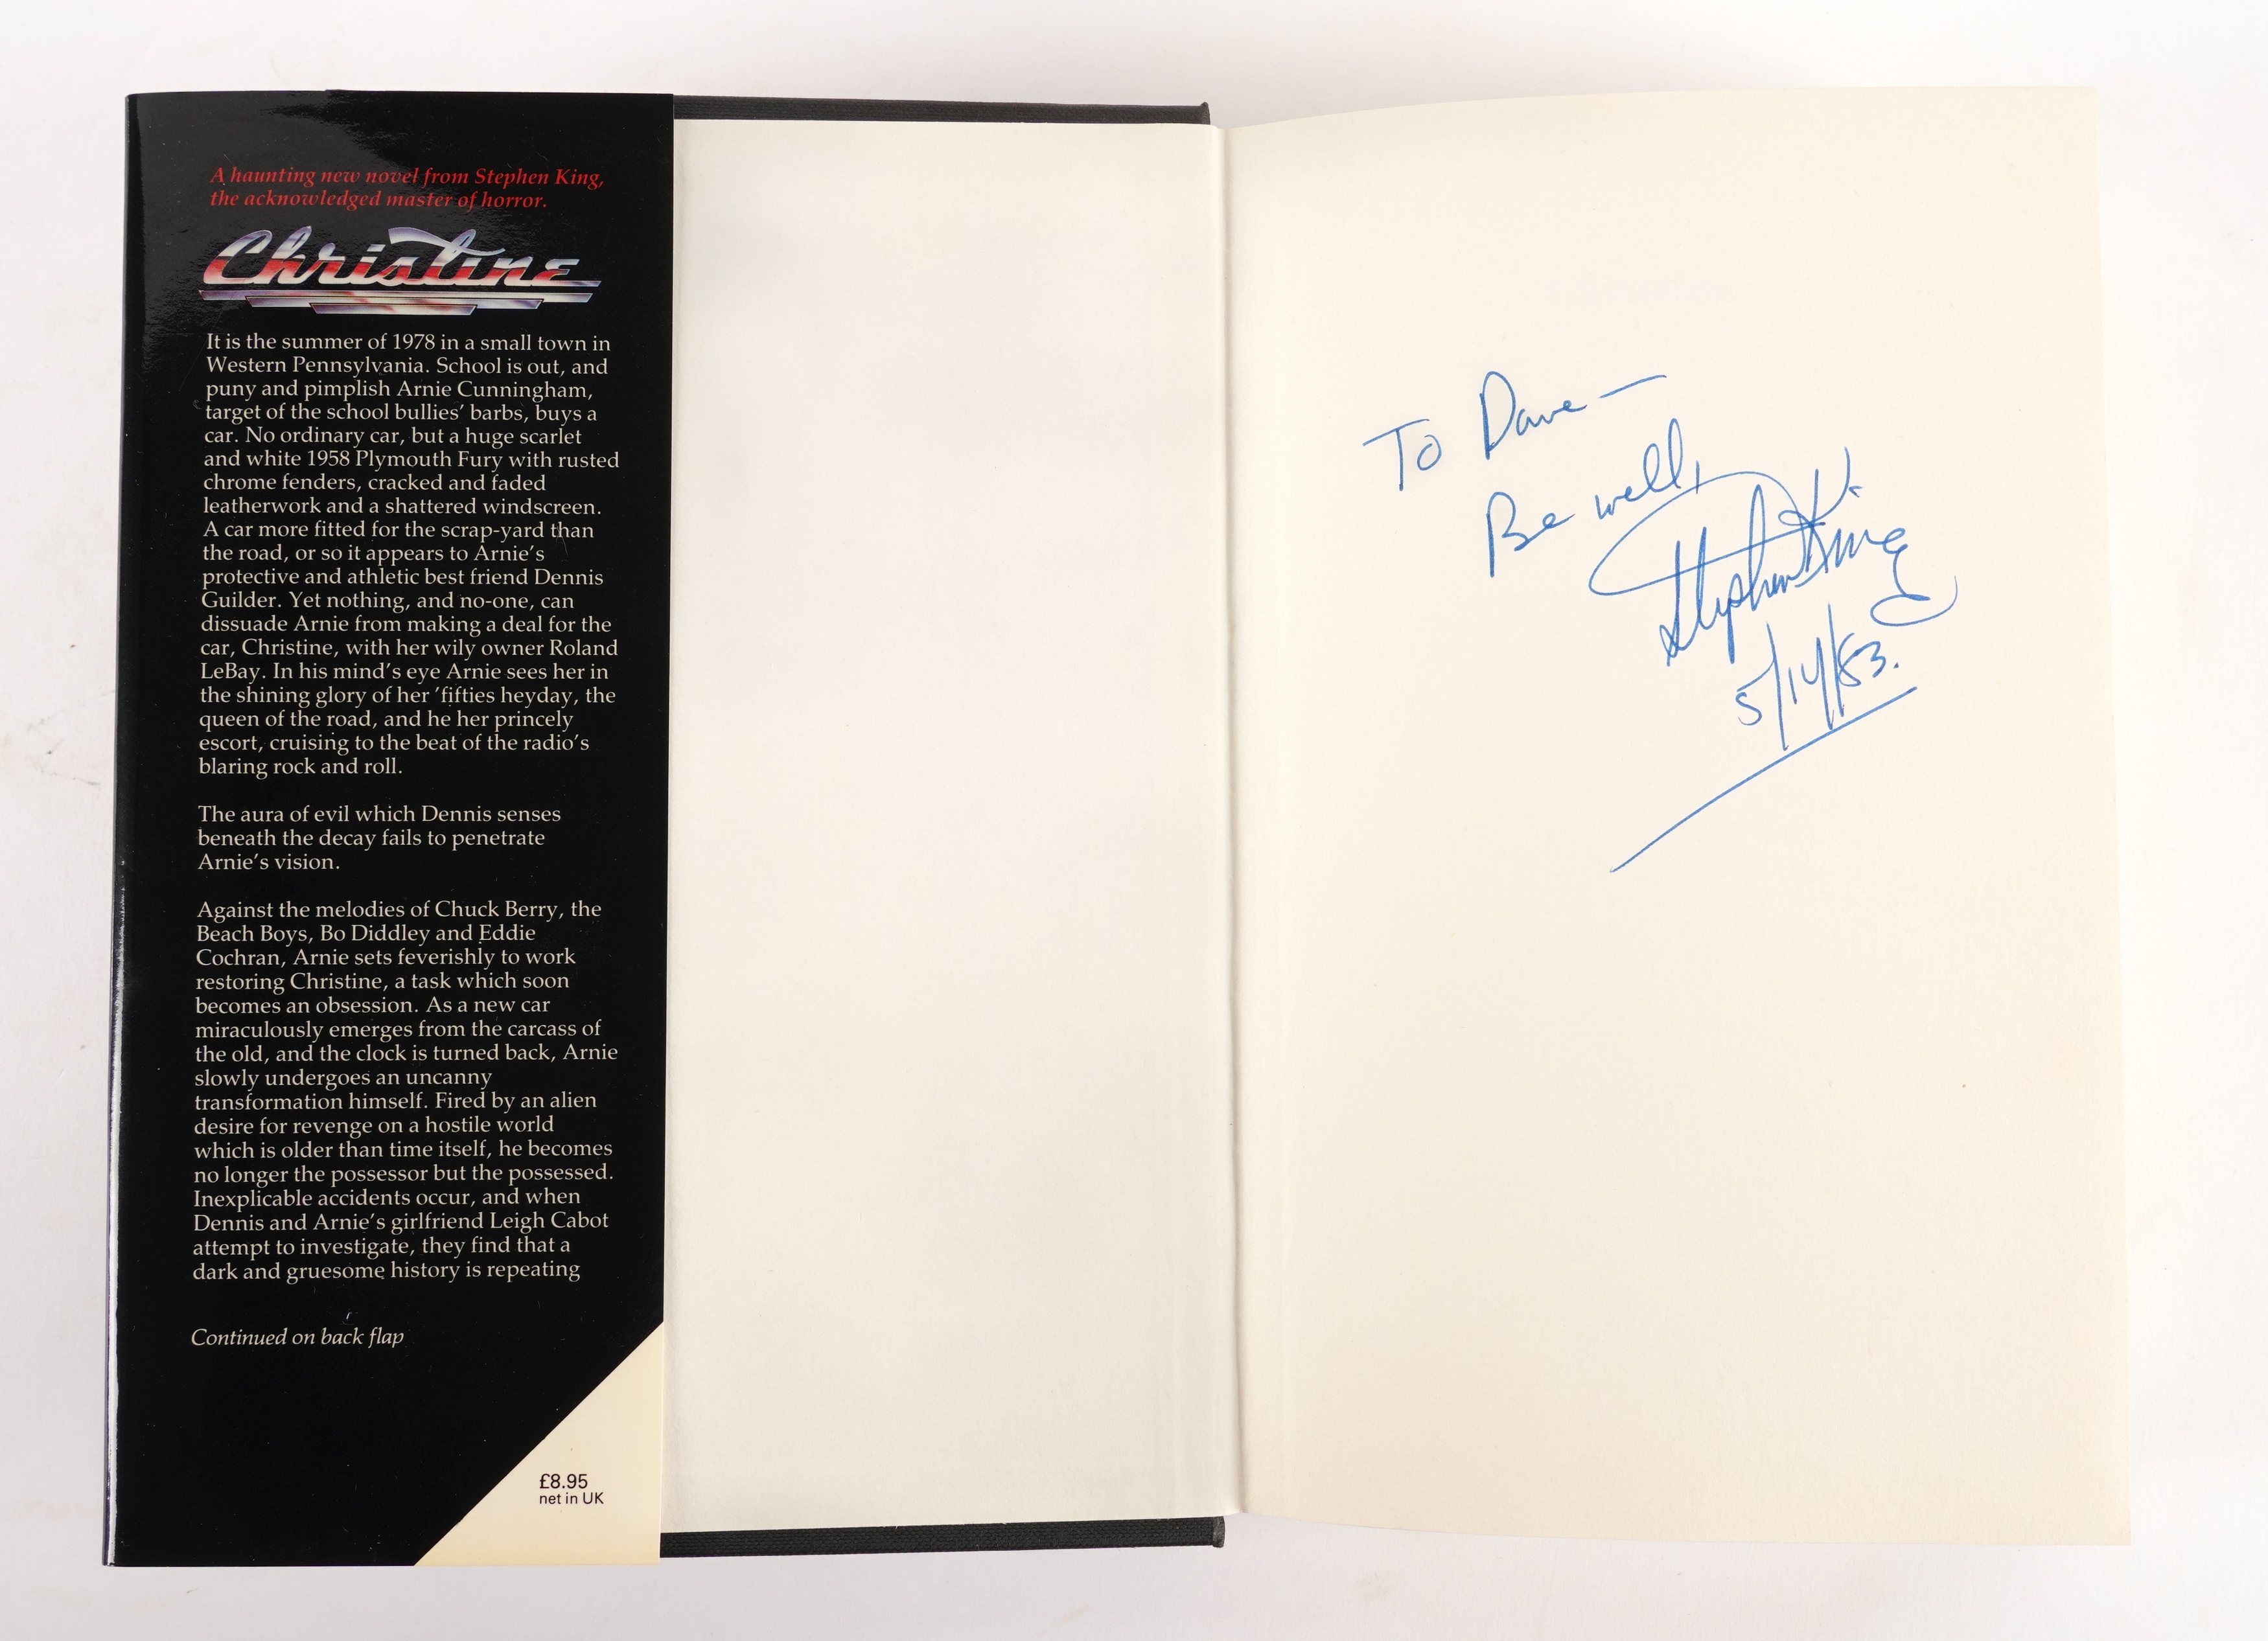 A haunting new novel from Stephen King,
the acknowledged master of horror.
Christine
It is the summer of 1978 in a small town in
Western Pennsylvania. School is out, and
puny and pimplish Arnie Cunningham,
target of the school bullies’ barbs, buys a
car. No ordinary car, but a huge scarlet
and white 1958 Plymouth Fury with rusted
chrome fenders, cracked and faded
leatherwork and a shattered windscreen.
A car more fitted for the scrap-yard than
the road, or so it appears to Arnie’s
protective and athletic best friend Dennis
Guilder. Yet nothing, and no-one, can
dissuade Arnie from making a deal for the
car, Christine, with her wily owner Roland
LeBay. In his mind’s eye Arnie sees her in
the shining glory of her ’fifties heyday, the
queen of the road, and he her princely
escort, cruising to the beat of the radio’s
blaring rock and roll.
The aura of evil which Dennis senses
beneath the decay fails to penetrate
Arnie’s vision.
Against the melodies of Chuck Berry, the
Beach Boys, Bo Diddley and Eddie
Cochran, Arnie sets feverishly to work
restoring Christine, a task which soon
becomes an obsession. As a new car
miraculously emerges from the carcass of
the old, and the clock is turned back, Arnie
slowly undergoes an uncanny
transformation himself. Fired by an alien
desire for revenge on a hostile world
which is older than time itself, he becomes
no longer the possessor but the possessed.
Inexplicable accidents occur, and when
Dennis and Arnie’s girlfriend Leigh Cabot
attempt to investigate, they find that a
dark and gruesome history is repeating
Continued on back flap
£8.95
net in UK
To Dave —
Be well,
Stephen King
5/14/83.